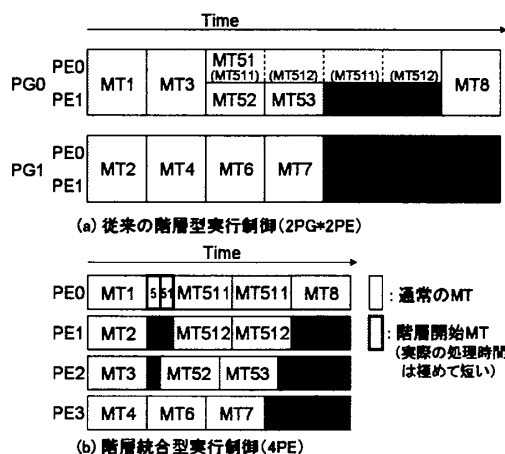 Time
PG0
PE0
PE1
MT1
MT3
MT51
(MT511)
(MT512)
(MT511)
(MT512)
MT52
MT53
MT8
PG1
PE0
PE1
MT2
MT4
MT6
MT7
(a) 従来の階層型実行制御(2PG*2PE)
Time
PE0
MT1
5
51
MT511
MT511
MT8
PE1
MT2
MT512
MT512
PE2
MT3
MT52
MT53
PE3
MT4
MT6
MT7
: 通常のMT
: 階層開始MT
(実際の処理時間
は極めて短い)
(b) 階層統合型実行制御(4PE)